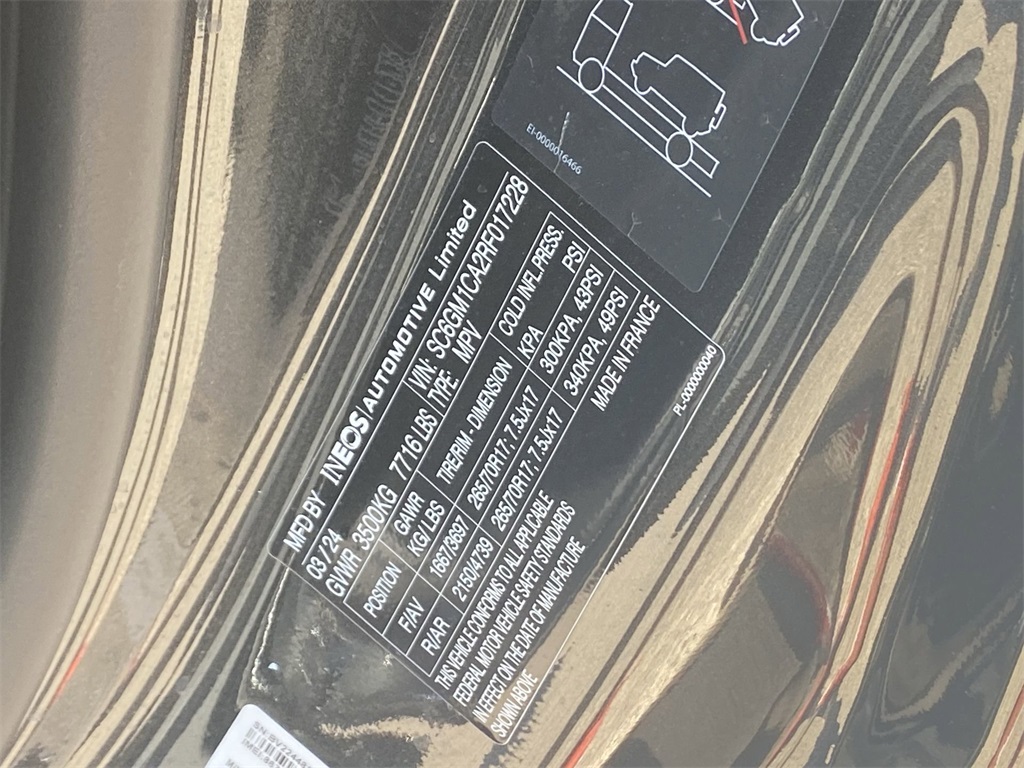 EI-0000016466
MFD BY INEOS AUTOMOTIVE Limited
03/24 VIN: SC6GM1CA2RF017228
GVWR 3500KG 7716 LBS TYPE: MPV
POSITION GAWR TIRE/RIM - DIMENSION COLD INFL.PRESS.
KG / LBS KPA PSI
F/AV 1667/3697 265/70R17; 7.5Jx17 300KPA, 43PSI
R/AR 2150/4739 265/70R17; 7.5Jx17 340KPA, 49PSI
THIS VEHICLE CONFORMS TO ALL APPLICABLE MADE IN FRANCE
FEDERAL MOTOR VEHICLE SAFETY STANDARDS
IN EFFECT ON THE DATE OF MANUFACTURE
SHOWN ABOVE
PL-0000000040